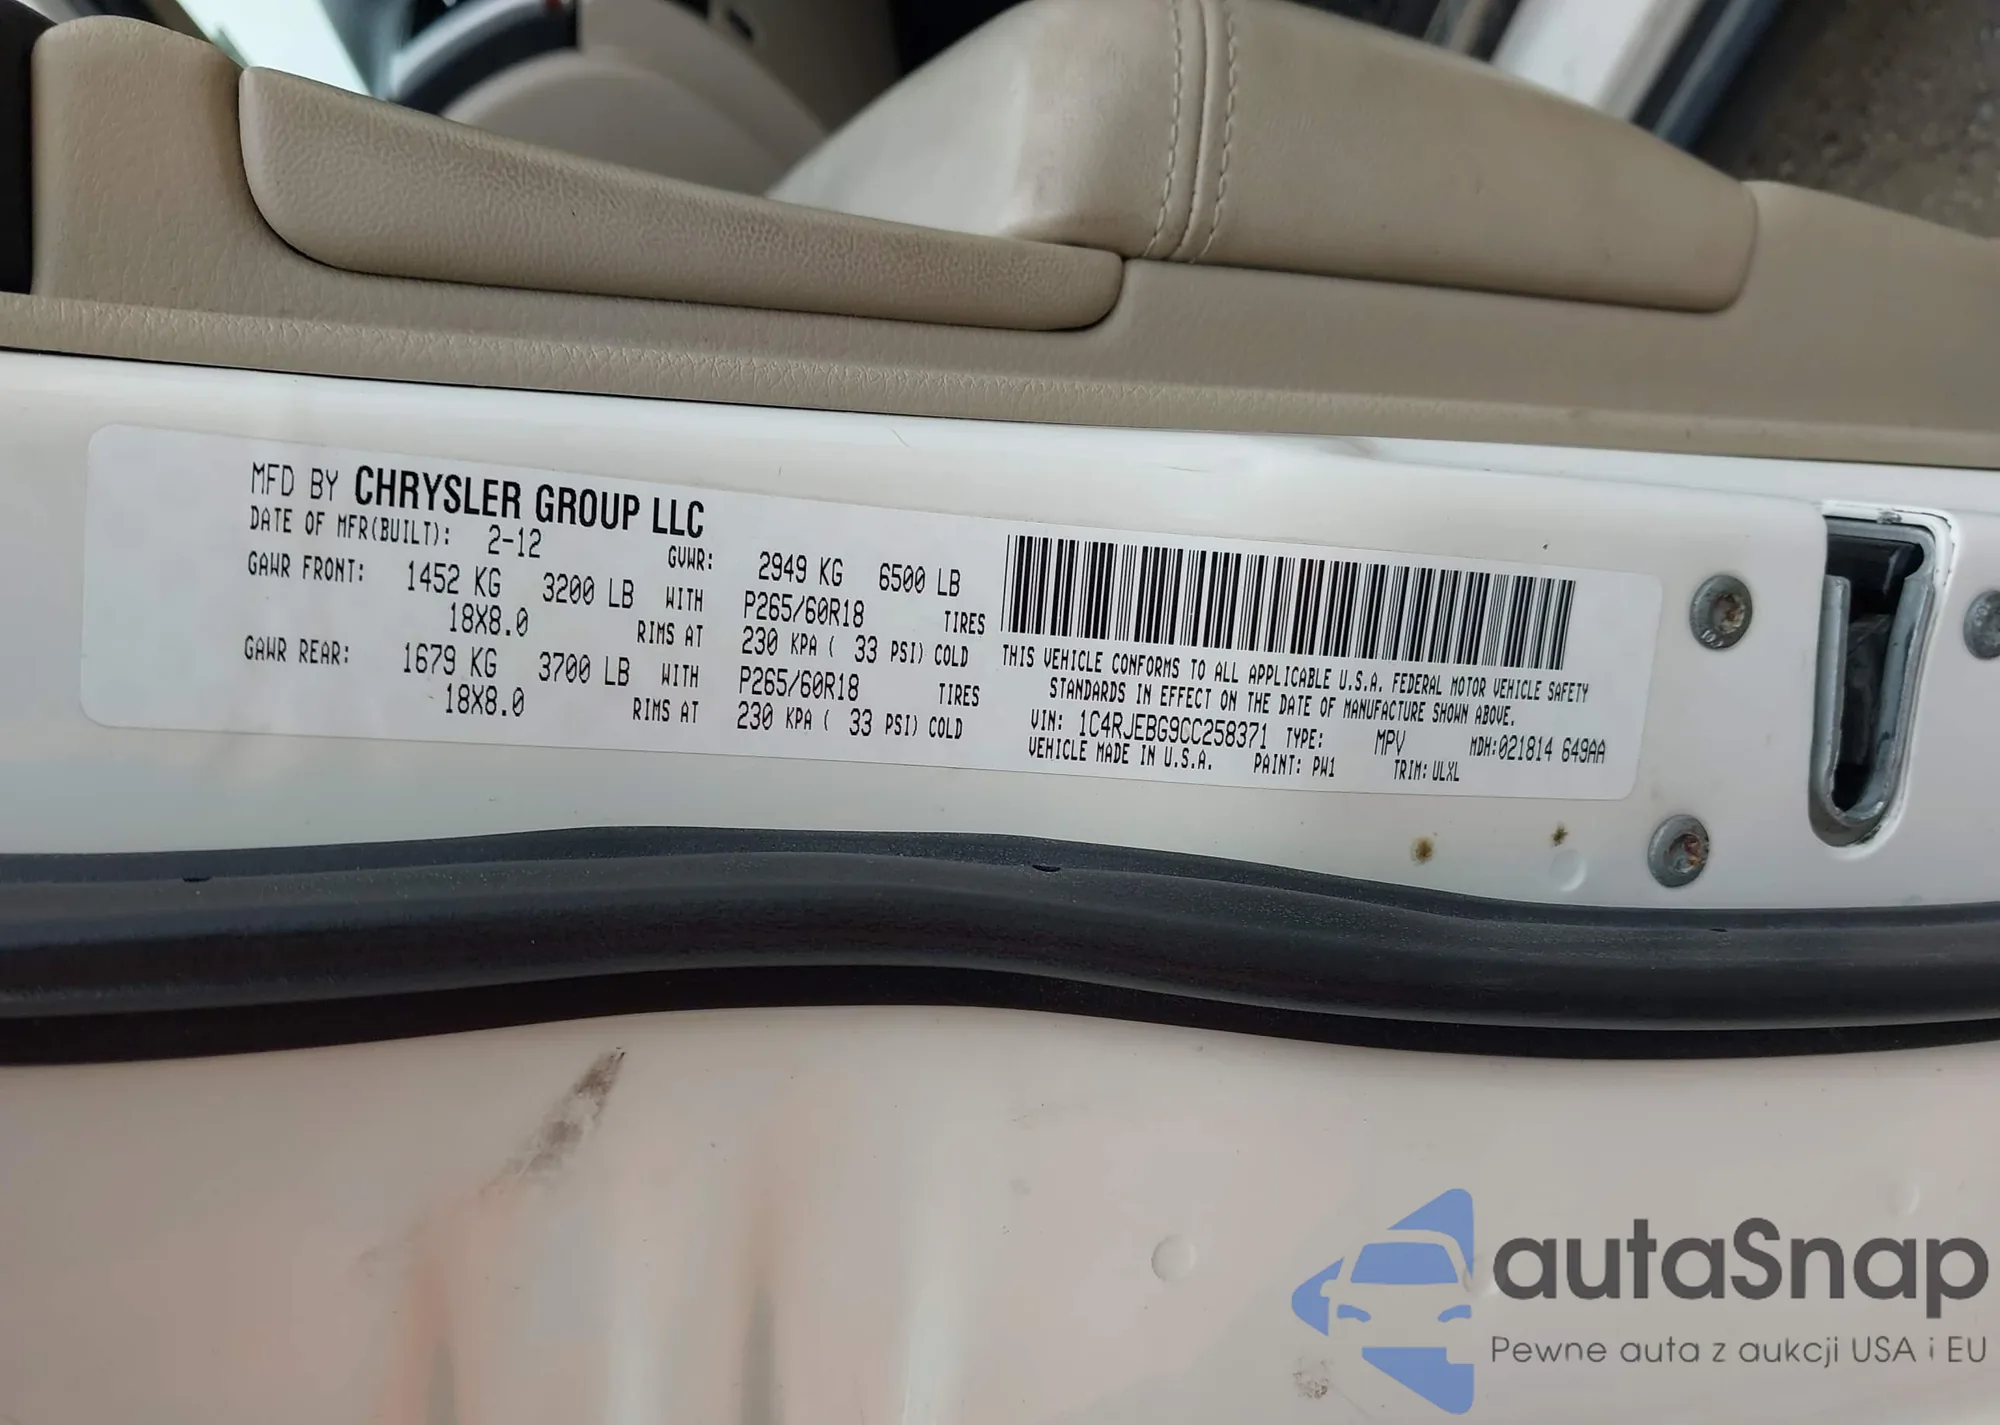 MFD BY CHRYSLER GROUP LLC
DATE OF MFR(BUILT): 2-12 GVWR: 2949 KG 6500 LB
GAWR FRONT: 1452 KG 3200 LB WITH P265/60R18 TIRES
18X8.0 RIMS AT 230 KPA ( 33 PSI) COLD
GAWR REAR: 1679 KG 3700 LB WITH P265/60R18 TIRES
18X8.0 RIMS AT 230 KPA ( 33 PSI) COLD
THIS VEHICLE CONFORMS TO ALL APPLICABLE U.S.A. FEDERAL MOTOR VEHICLE SAFETY
STANDARDS IN EFFECT ON THE DATE OF MANUFACTURE SHOWN ABOVE.
VIN: 1C4RJEBG9CC258371 TYPE: MPV MDH:021814 649AA
VEHICLE MADE IN U.S.A. PAINT: PW1 TRIM: ULXL
autaSnap
Pewne auta z aukcji USA i EU